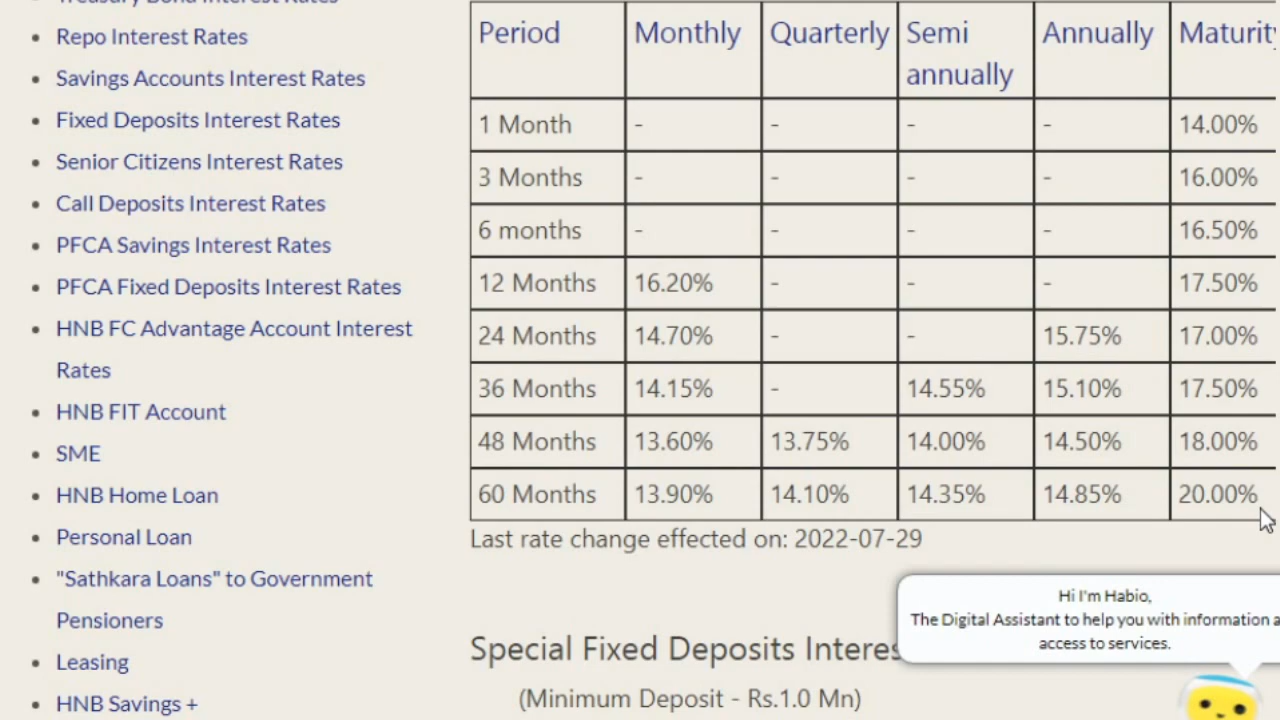 Treasury Bond Interest Rates
Repo Interest Rates
Savings Accounts Interest Rates
Fixed Deposits Interest Rates
Senior Citizens Interest Rates
Call Deposits Interest Rates
PFCA Savings Interest Rates
PFCA Fixed Deposits Interest Rates
HNB FC Advantage Account Interest
Rates
HNB FIT Account
SME
HNB Home Loan
Personal Loan
"Sathkara Loans" to Government
Pensioners
Leasing
HNB Savings +
Period Monthly Quarterly Semi annually Annually Maturity
1 Month - - - - 14.00%
3 Months - - - - 16.00%
6 months - - - - 16.50%
12 Months 16.20% - - - 17.50%
24 Months 14.70% - - 15.75% 17.00%
36 Months 14.15% - 14.55% 15.10% 17.50%
48 Months 13.60% 13.75% 14.00% 14.50% 18.00%
60 Months 13.90% 14.10% 14.35% 14.85% 20.00%
Last rate change effected on: 2022-07-29
Special Fixed Deposits Interes
(Minimum Deposit - Rs.1.0 Mn)
Hi I'm Habio,
The Digital Assistant to help you with information a
access to services.